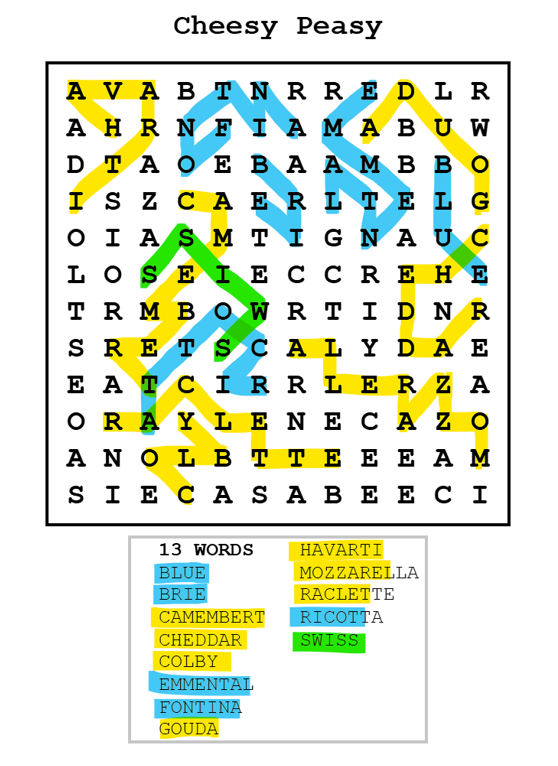 Cheesy Peasy
A V A B T N R R E D L R
A H R N F I A M A B U W
D T A O E B A A M B B O
I S Z C A E R L T E L G
O I A S M T I G N A U C
L O S E I E C C R E H E
T R M B O W R T I D N R
S R E T S C A L Y D A E
E A T C I R R L E R Z A
O R A Y L E N E C A Z O
A N O L B T T E E E A M
S I E C A S A B E E C I
13 WORDS
BLUE
BRIE
CAMEMBERT
CHEDDAR
COLBY
EMMENTAL
FONTINA
GOUDA
HAVARTI
MOZZARELLA
RACLETTE
RICOTTA
SWISS